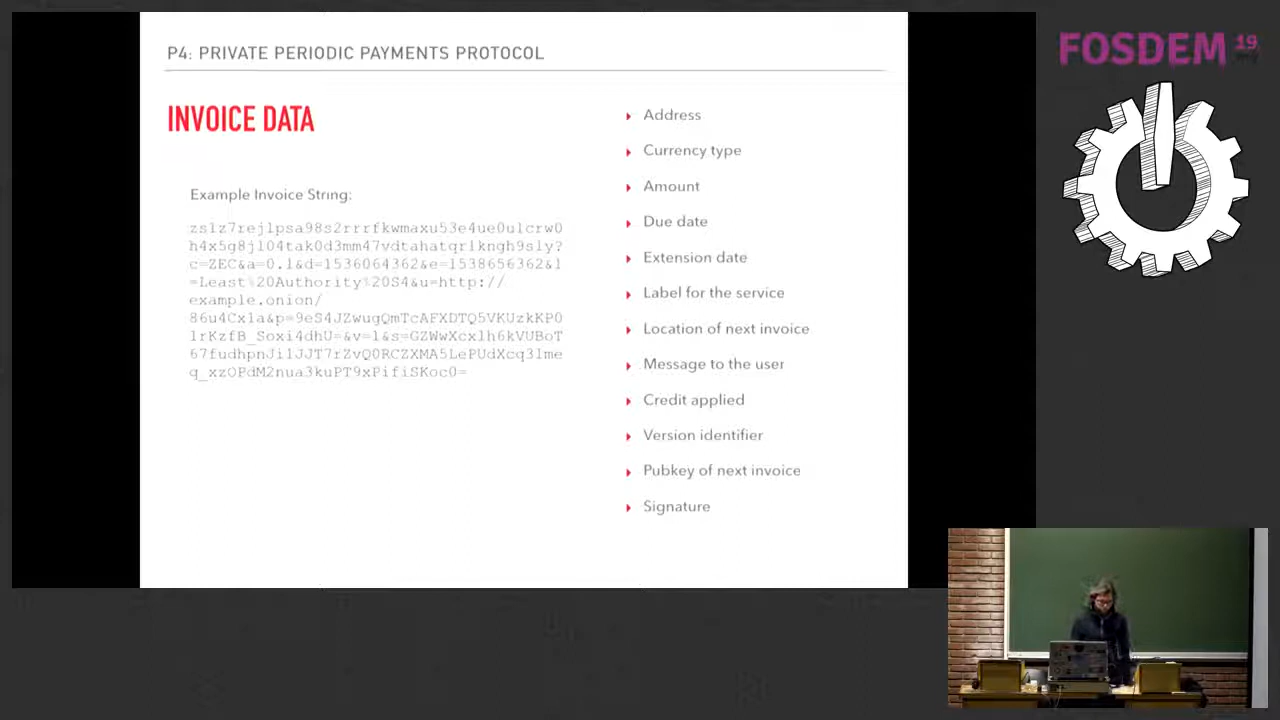 P4: PRIVATE PERIODIC PAYMENTS PROTOCOL
INVOICE DATA
Example Invoice String:
zs1z7rejlpsa98s2rrrfkwmaxu53e4ue0ulcrw0
h4x5g8jl04tak0d3mm47vdtahatqrlkngh9sly?
c=ZEC&a=0.1&d=1536064362&e=1538656362&l
=Least%20Authority%20S4&u=http://
example.onion/
86u4Cx1a&p=9eS4JZwugQmTcAFXDTQ5VKUzkKP0
lrKzfB_Soxi4dhU=&v=1&s=GZWwXcxlh6kVUBoT
67fudhpnJi1JJT7rZvQ0RCZXMA5LePUdXcq31me
q_xzOPdM2nua3kuPT9xPifiSKoc0=
Address
Currency type
Amount
Due date
Extension date
Label for the service
Location of next invoice
Message to the user
Credit applied
Version identifier
Pubkey of next invoice
Signature
FOSDEM 19